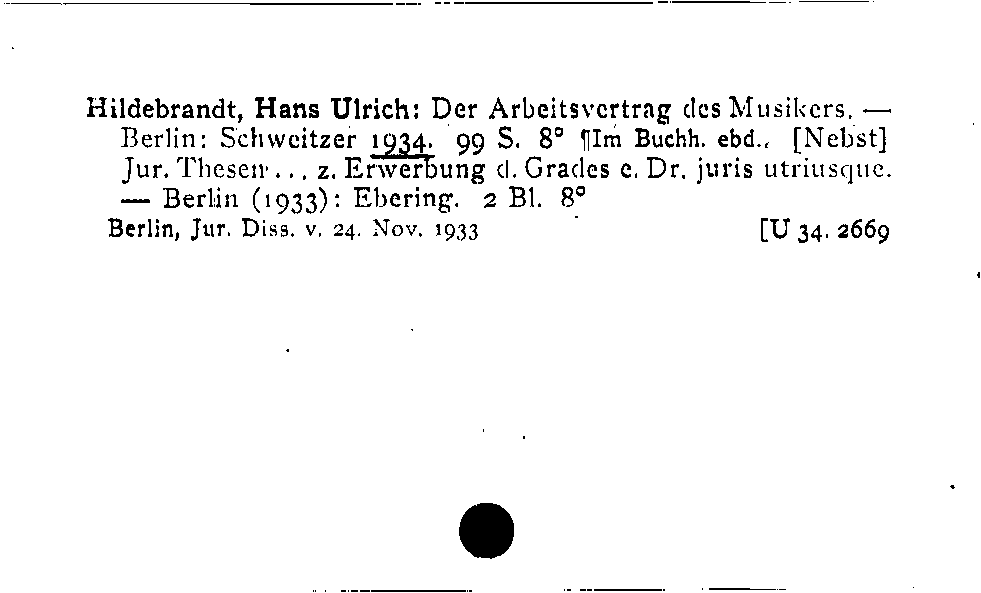 Hildebrandt, Hans Ulrich: Der Arbeitsvertrag des Musikers. —
Berlin: Schweitzer 1934. 99 S. 8° ¶Im Buchh. ebd., [Nebst]
Jur. Thesen ... z. Erwerbung d. Grades e. Dr. juris utriusque.
— Berlin (1933): Ebering. 2 Bl. 8°
Berlin, Jur. Diss. v. 24. Nov. 1933 [U 34. 2669